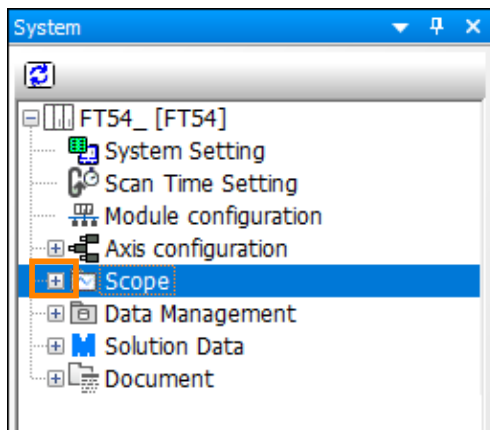 System
FT54_ [FT54]
System Setting
Scan Time Setting
Module configuration
Axis configuration
Scope
Data Management
Solution Data
Document